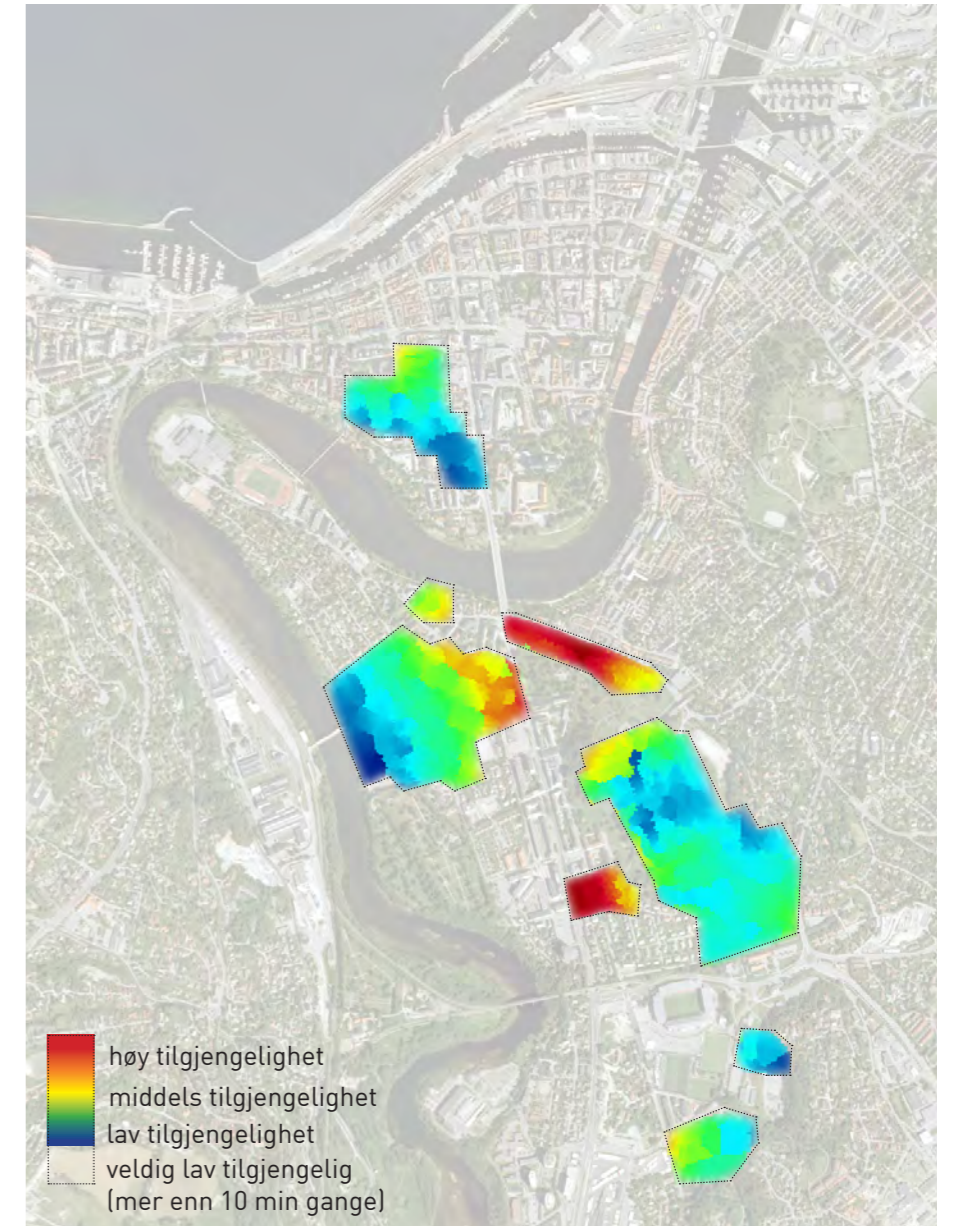 høy tilgjengelighet
middels tilgjengelighet
lav tilgjengelighet
veldig lav tilgjengelig
(mer enn 10 min gange)